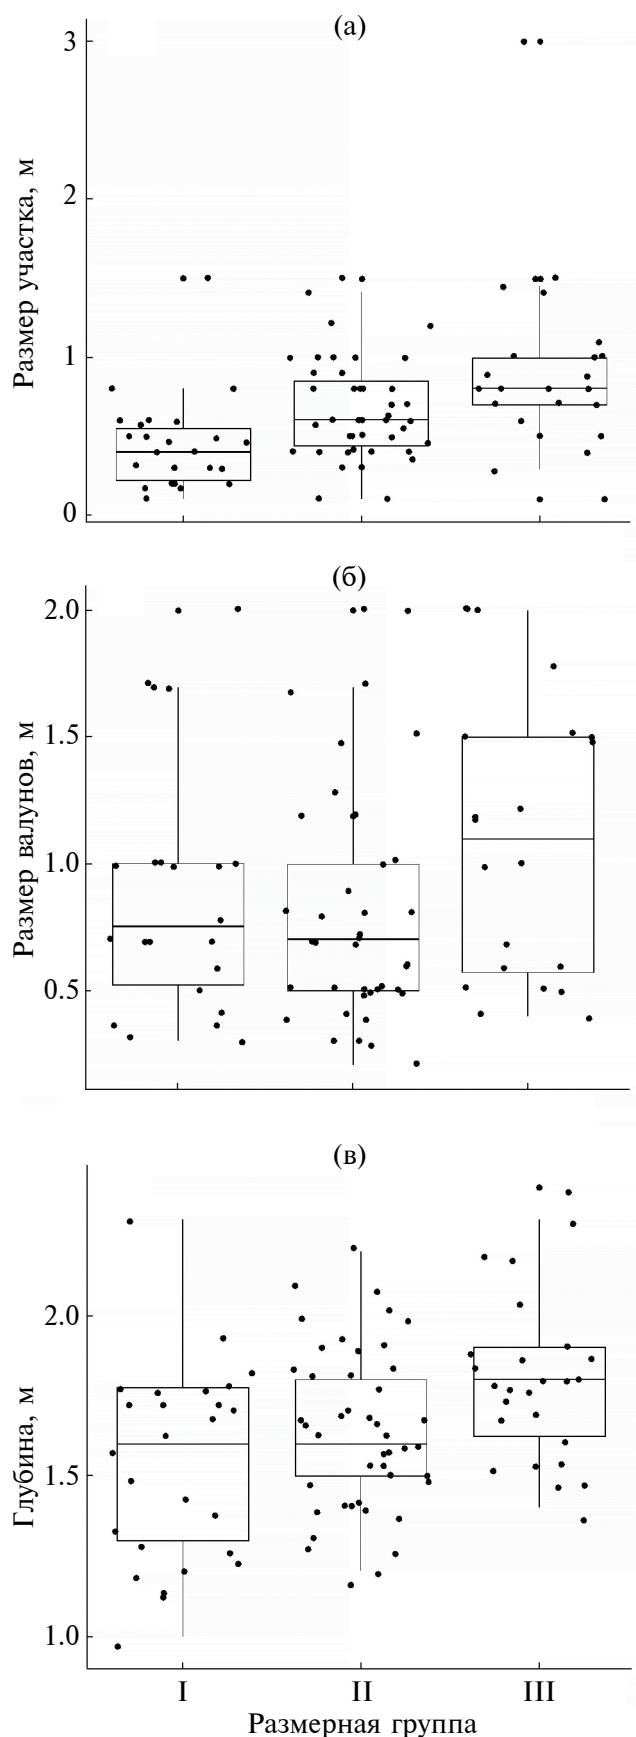 (а)
3
2
1
0
Размер участка, м
(б)
2.0
1.5
1.0
0.5
Размер валунов, м
(в)
2.0
1.5
1.0
Глубина, м
I II III
Размерная группа